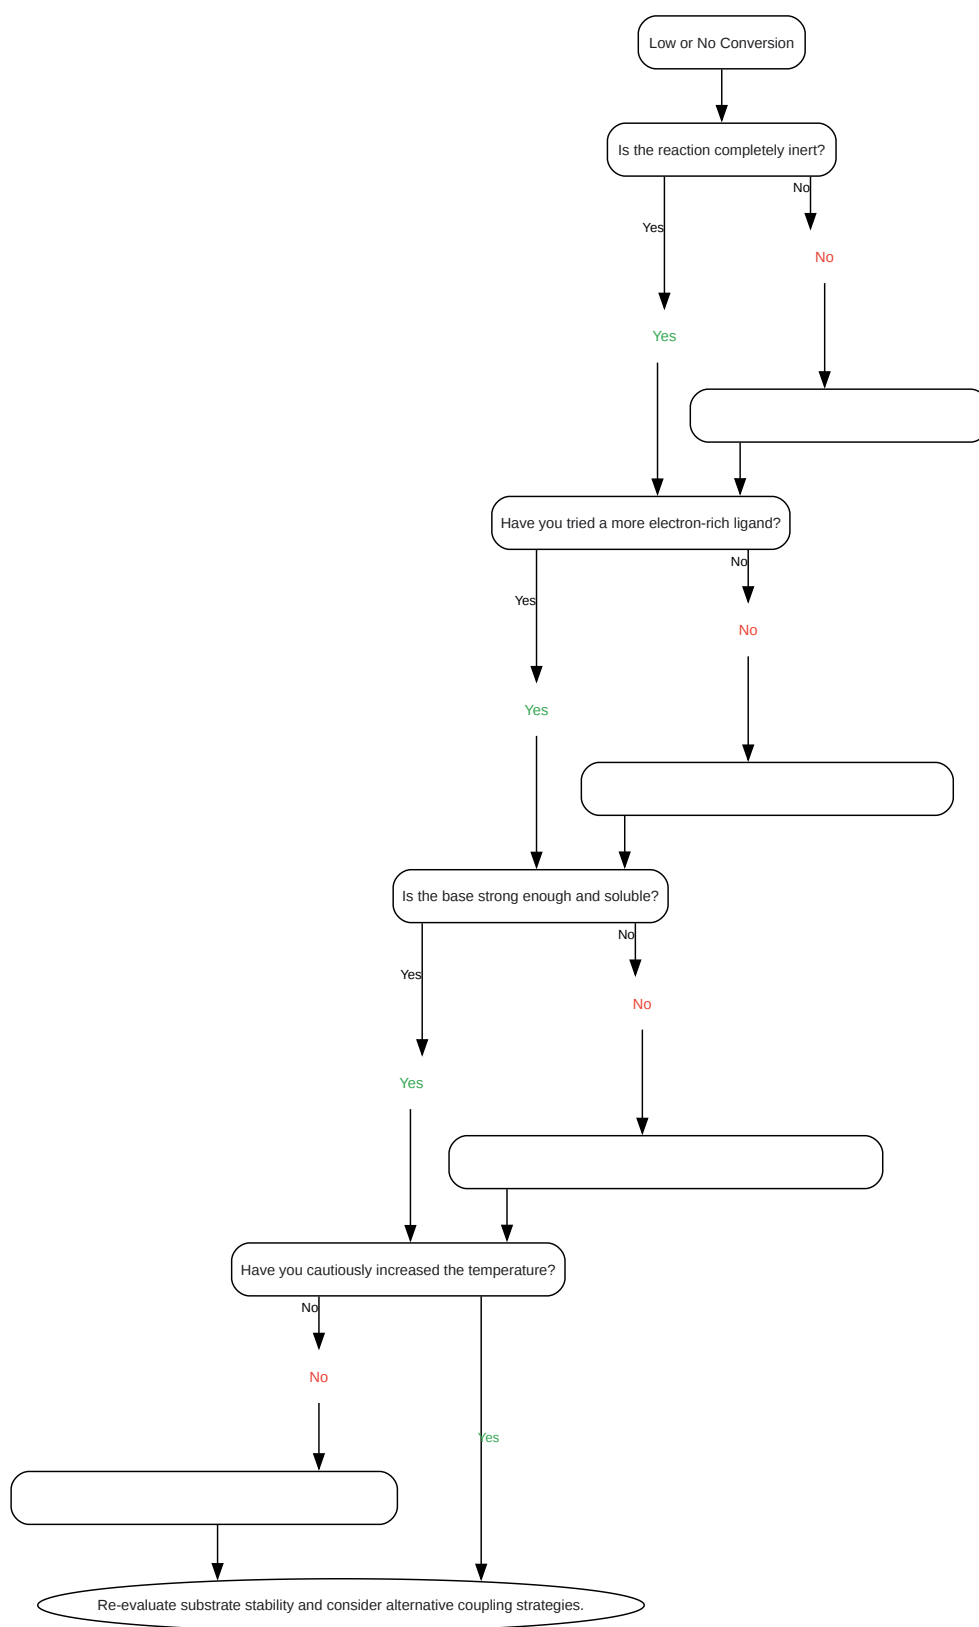 Low or No Conversion
Is the reaction completely inert?
No
Yes
No
Yes
Have you tried a more electron-rich ligand?
No
Yes
No
Yes
Is the base strong enough and soluble?
No
Yes
No
Yes
Have you cautiously increased the temperature?
No
No
Yes
Re-evaluate substrate stability and consider alternative coupling strategies.